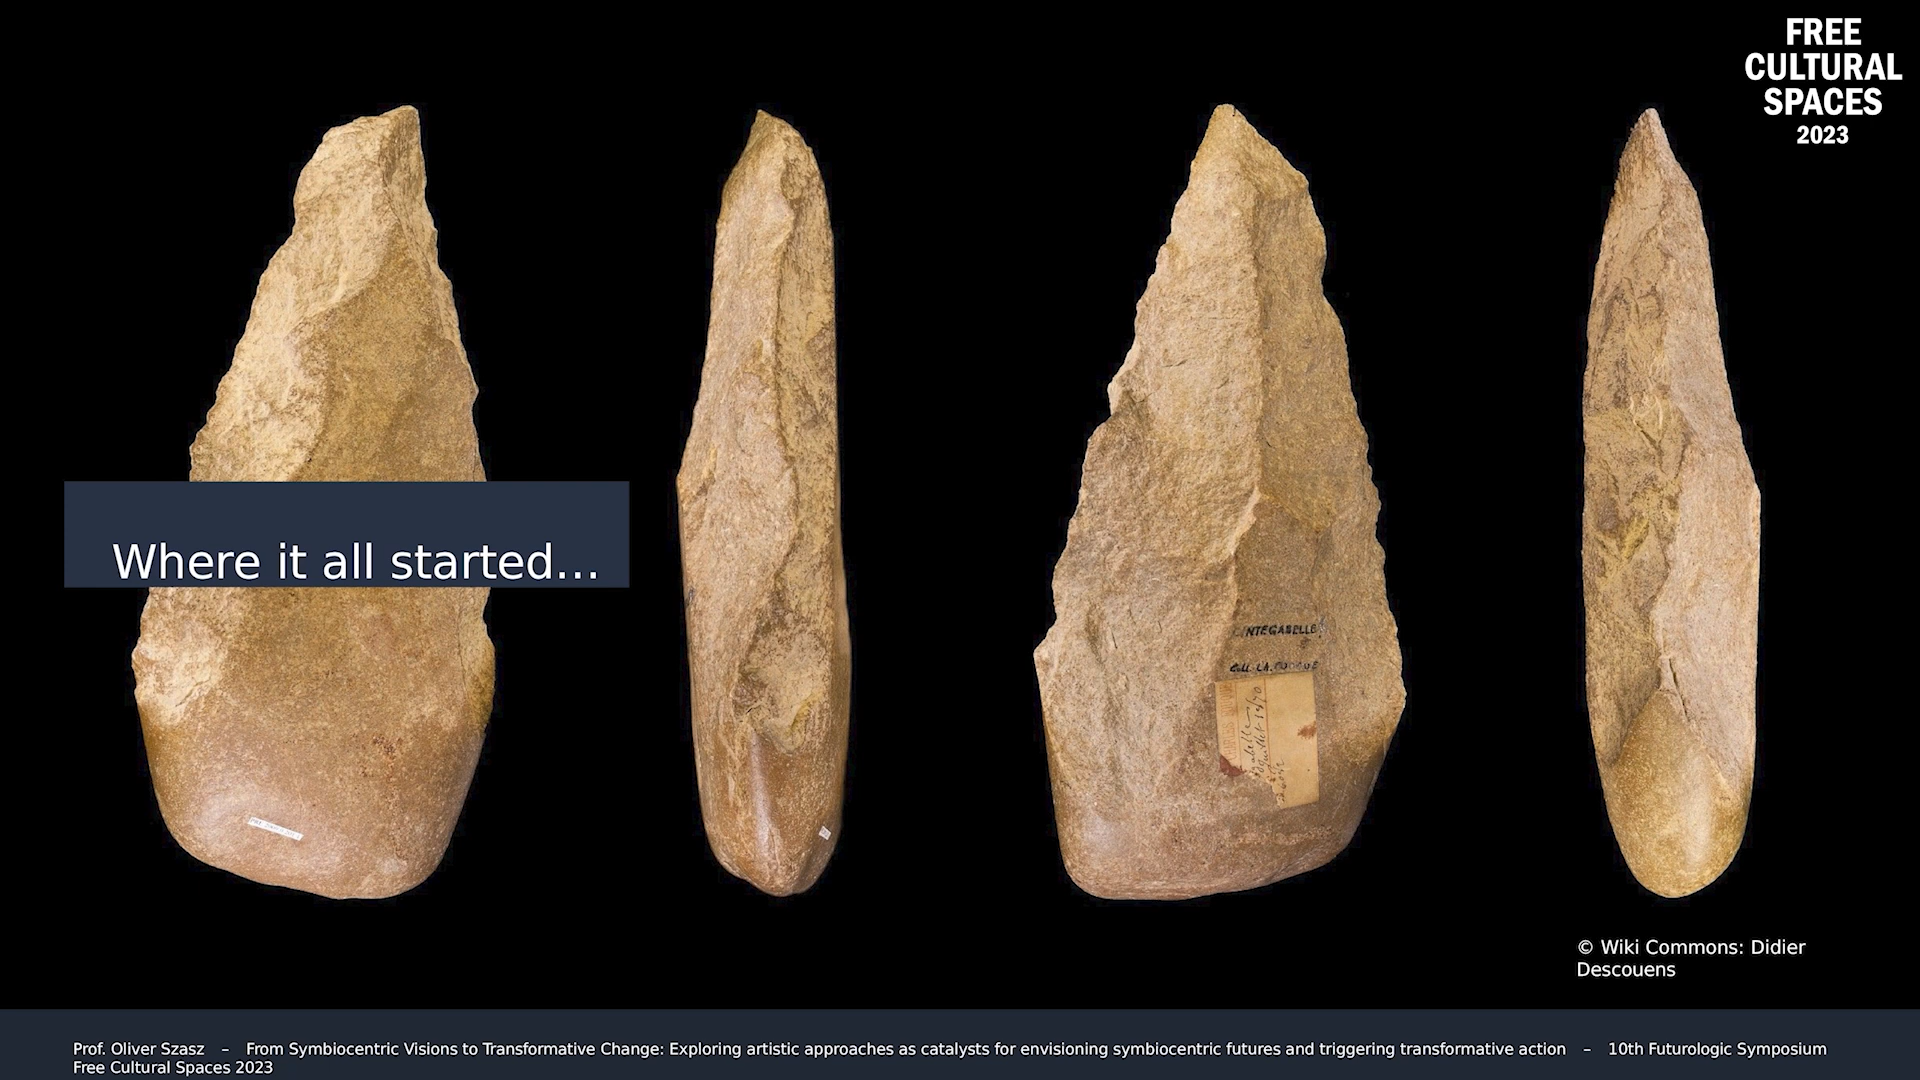 FREE
CULTURAL
SPACES
2023
Where it all started...
© Wiki Commons: Didier
Descouens
Prof. Oliver Szasz – From Symbiocentric Visions to Transformative Change: Exploring artistic approaches as catalysts for envisioning symbiocentric futures and triggering transformative action – 10th Futurologic Symposium
Free Cultural Spaces 2023